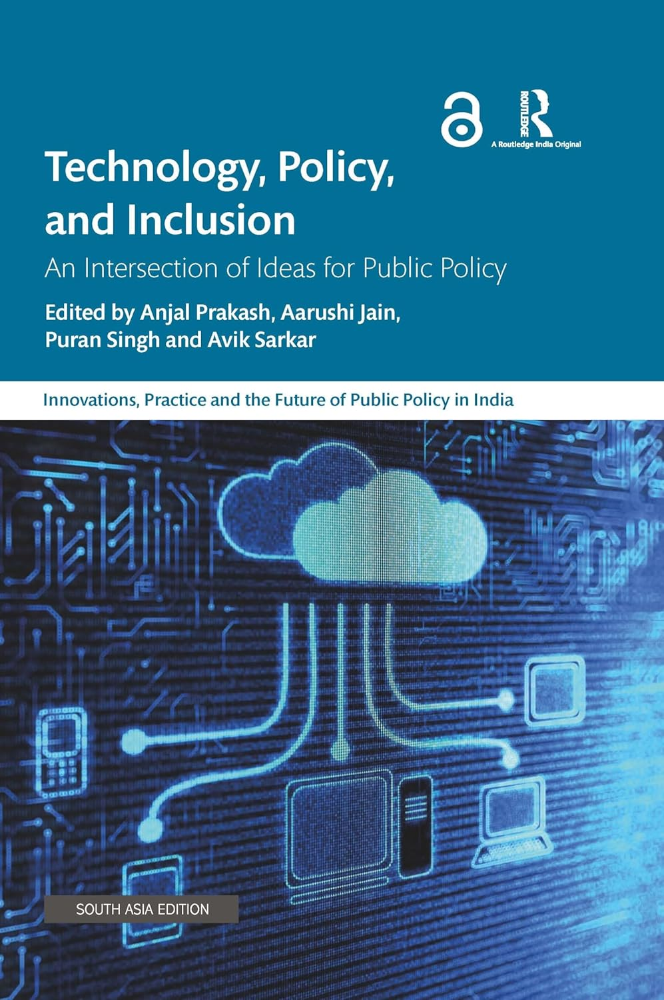 ROUTLEDGE
A Routledge India Original
Technology, Policy,
and Inclusion
An Intersection of Ideas for Public Policy
Edited by Anjal Prakash, Aarushi Jain,
Puran Singh and Avik Sarkar
Innovations, Practice and the Future of Public Policy in India
SOUTH ASIA EDITION